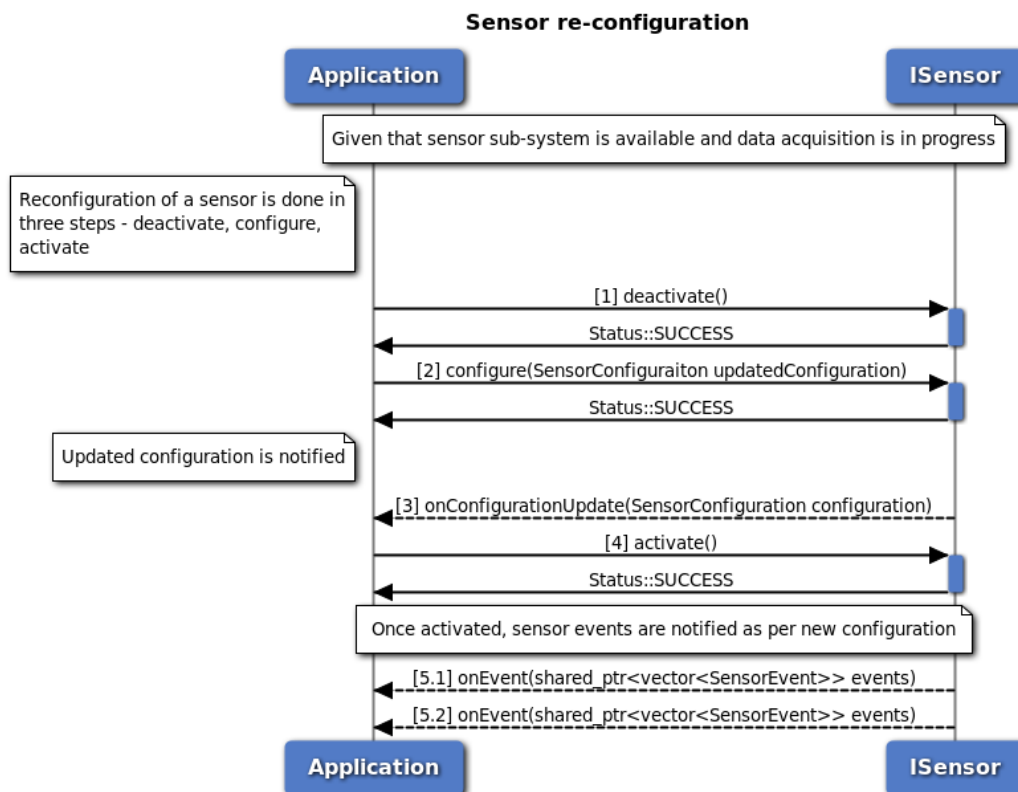 Sensor re-configuration
Application
ISensor
Given that sensor sub-system is available and data acquisition is in progress
Reconfiguration of a sensor is done in
three steps - deactivate, configure,
activate
[1] deactivate()
Status::SUCCESS
[2] configure(SensorConfiguraiton updatedConfiguration)
Status::SUCCESS
Updated configuration is notified
[3] onConfigurationUpdate(SensorConfiguration configuration)
[4] activate()
Status::SUCCESS
Once activated, sensor events are notified as per new configuration
[5.1] onEvent(shared_ptr<vector<SensorEvent>> events)
[5.2] onEvent(shared_ptr<vector<SensorEvent>> events)
Application
ISensor